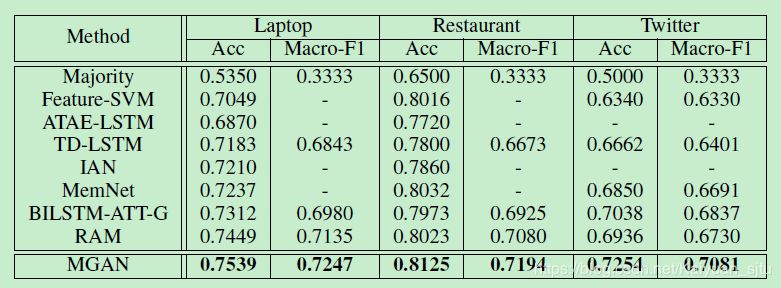 Method Laptop Restaurant Twitter
Acc Macro-F1 Acc Macro-F1 Acc Macro-F1
Majority 0.5350 0.3333 0.6500 0.3333 0.5000 0.3333
Feature-SVM 0.7049 - 0.8016 - 0.6340 0.6330
ATAE-LSTM 0.6870 - 0.7720 - - -
TD-LSTM 0.7183 0.6843 0.7800 0.6673 0.6662 0.6401
IAN 0.7210 - 0.7860 - - -
MemNet 0.7237 - 0.8032 - 0.6850 0.6691
BILSTM-ATT-G 0.7312 0.6980 0.7973 0.6925 0.7038 0.6837
RAM 0.7449 0.7135 0.8023 0.7080 0.6936 0.6730
MGAN 0.7539 0.7247 0.8125 0.7194 0.7254 0.7081